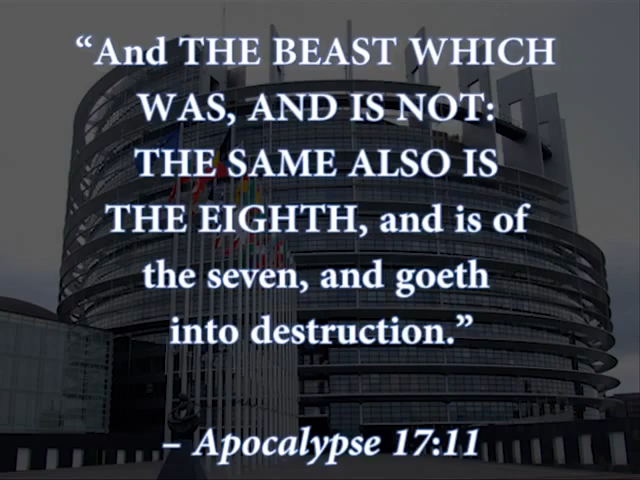 “And THE BEAST WHICH
WAS, AND IS NOT:
THE SAME ALSO IS
THE EIGHTH, and is of
the seven, and goeth
into destruction.”
– Apocalypse 17:11